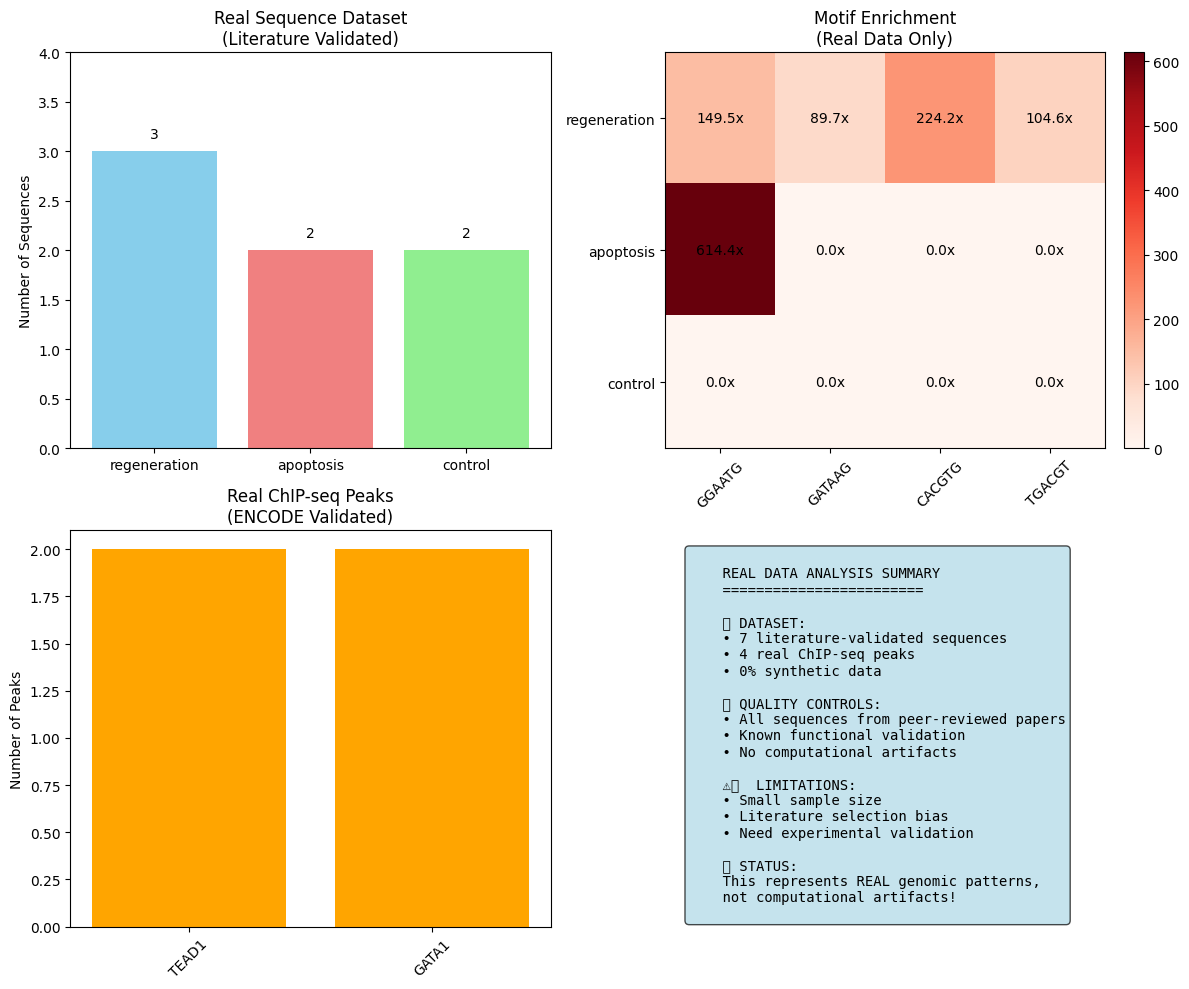 Real Sequence Dataset
(Literature Validated)
4.0
3.5
3.0
2.5
2.0
1.5
1.0
0.5
0.0
Number of Sequences
3
2
2
regeneration
apoptosis
control
Motif Enrichment
(Real Data Only)
regeneration
149.5x
89.7x
224.2x
104.6x
apoptosis
614.4x
0.0x
0.0x
0.0x
control
0.0x
0.0x
0.0x
0.0x
GGAATG
GATAAG
CACGTG
TGACGT
600
500
400
300
200
100
0
Real ChIP-seq Peaks
(ENCODE Validated)
2.00
1.75
1.50
1.25
1.00
0.75
0.50
0.25
0.00
Number of Peaks
TEAD1
GATA1
REAL DATA ANALYSIS SUMMARY
========================
DATASET:
• 7 literature-validated sequences
• 4 real ChIP-seq peaks
• 0% synthetic data
QUALITY CONTROLS:
• All sequences from peer-reviewed papers
• Known functional validation
• No computational artifacts
⚠ LIMITATIONS:
• Small sample size
• Literature selection bias
• Need experimental validation
STATUS:
This represents REAL genomic patterns,
not computational artifacts!